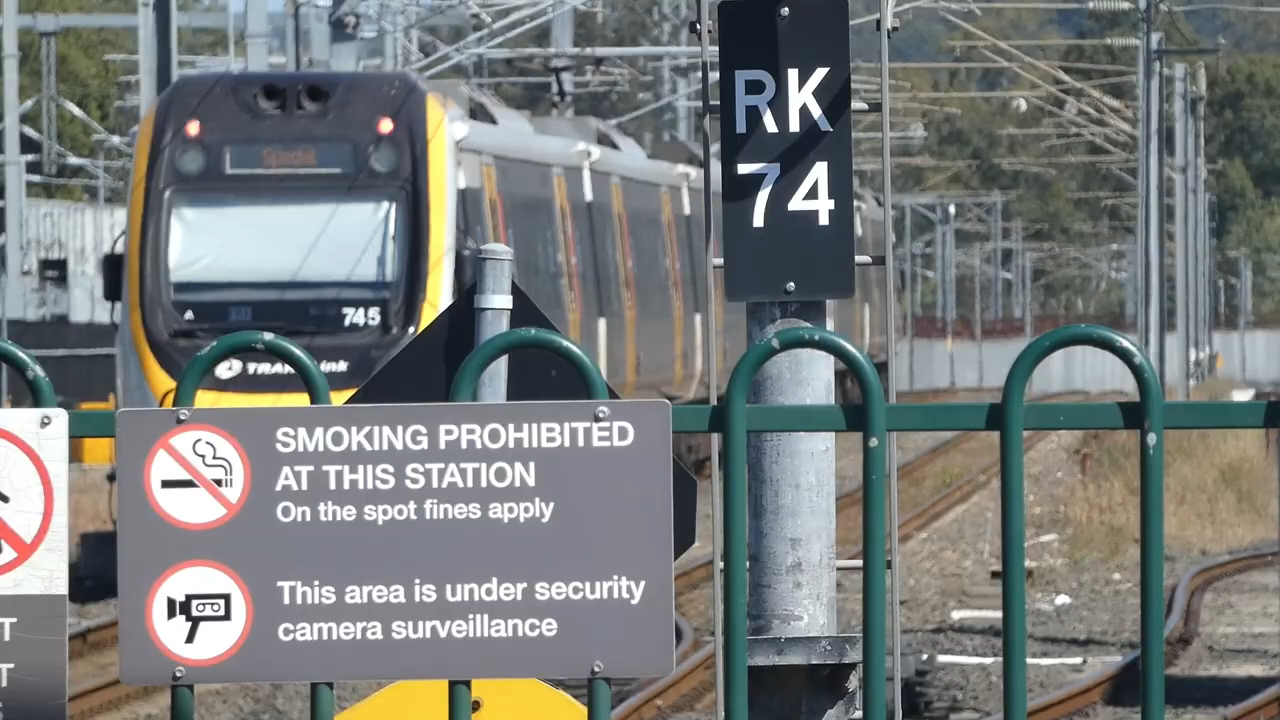 Special
745
RK
74
SMOKING PROHIBITED
AT THIS STATION
On the spot fines apply
This area is under security
camera surveillance
T
T